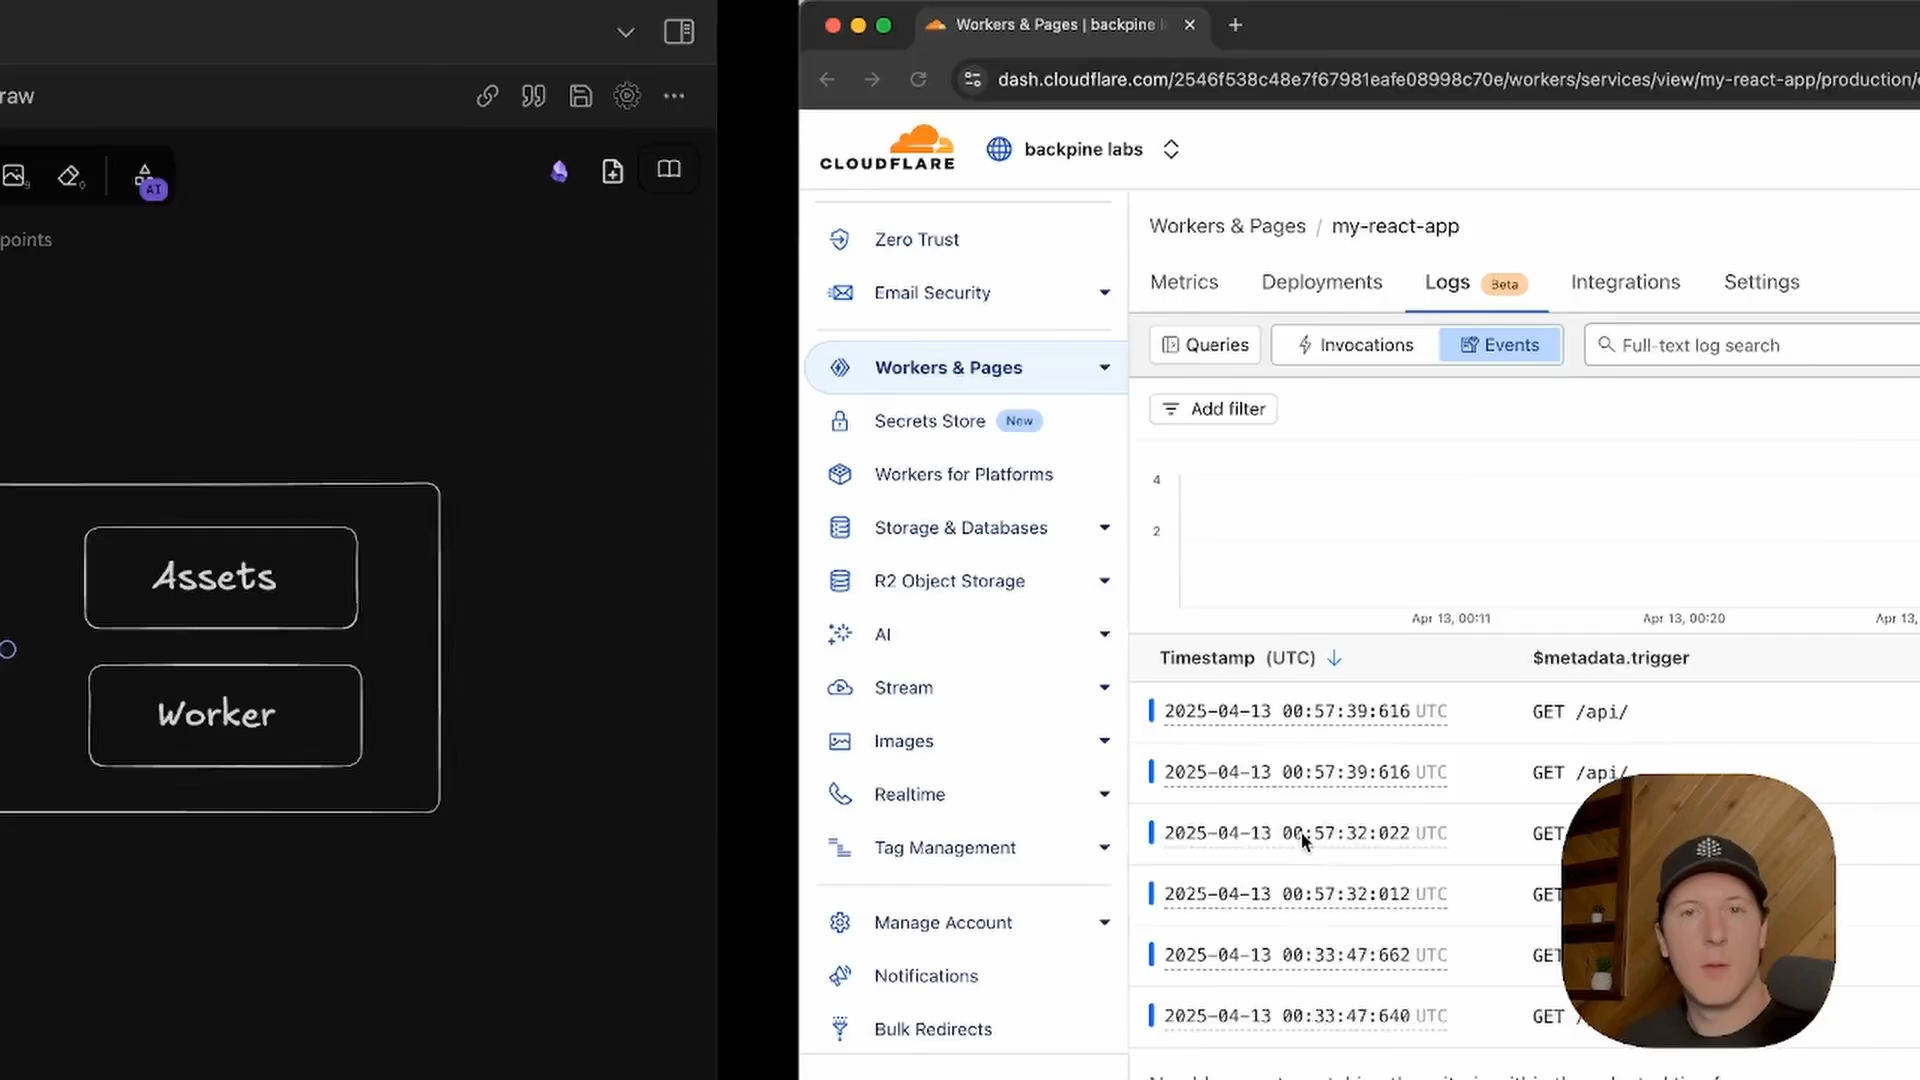 raw
AI
points
Assets
Worker
Workers & Pages | backpine
dash.cloudflare.com/2546f538c48e7f67981eafe08998c70e/workers/services/view/my-react-app/production/
CLOUDFLARE
backpine labs
Zero Trust
Email Security
Workers & Pages
Secrets Store New
Workers for Platforms
Storage & Databases
R2 Object Storage
AI
Stream
Images
Realtime
Tag Management
Manage Account
Notifications
Bulk Redirects
Workers & Pages / my-react-app
Metrics Deployments Logs Beta Integrations Settings
Queries Invocations Events Full-text log search
Add filter
4
2
Apr 13, 00:11 Apr 13, 00:20 Apr 13,
Timestamp (UTC) $metadata.trigger
2025-04-13 00:57:39:616 UTC GET /api/
2025-04-13 00:57:39:616 UTC GET /api/
2025-04-13 00:57:32:022 UTC GET
2025-04-13 00:57:32:012 UTC GET
2025-04-13 00:33:47:662 UTC GET
2025-04-13 00:33:47:640 UTC GET